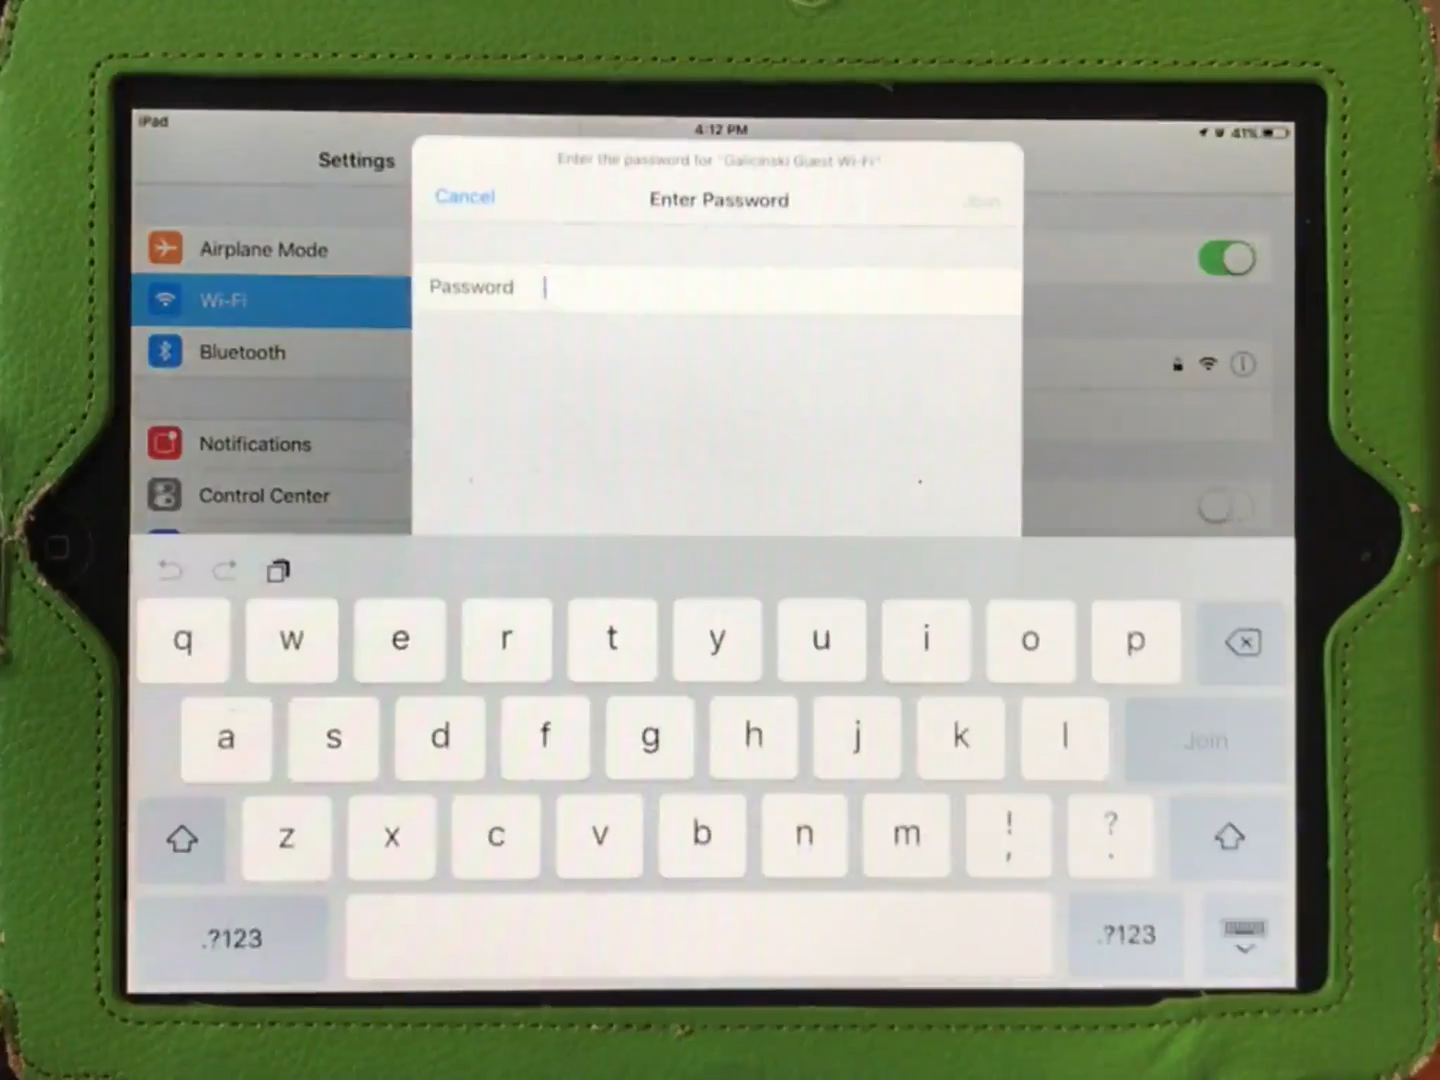 iPad
4:12 PM
41%
Settings
Enter the password for "Galicinski Guest Wi-Fi"
Cancel
Enter Password
Join
Airplane Mode
Wi-Fi
Password
Bluetooth
Notifications
Control Center
q w e r t y u i o p
a s d f g h j k l Join
z x c v b n m ! , ? .
.?123 .?123